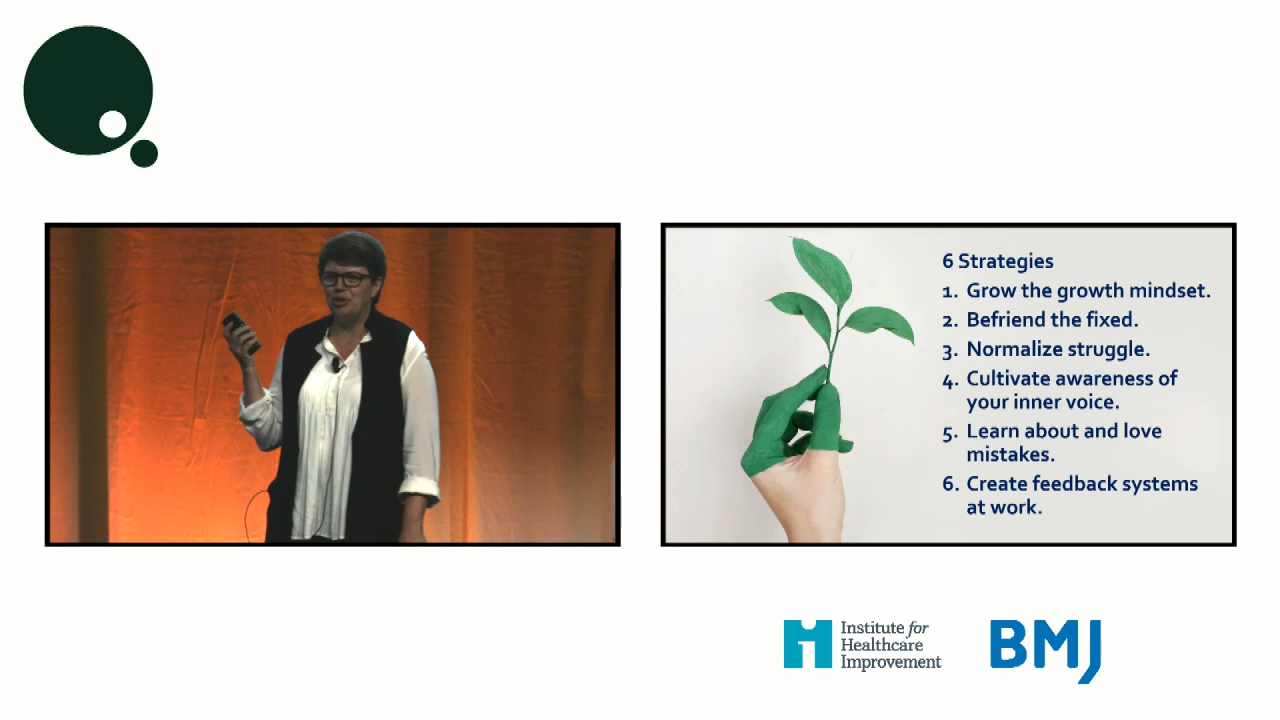 6 Strategies
1. Grow the growth mindset.
2. Befriend the fixed.
3. Normalize struggle.
4. Cultivate awareness of
your inner voice.
5. Learn about and love
mistakes.
6. Create feedback systems
at work.
Institute for
Healthcare
Improvement
BMJ